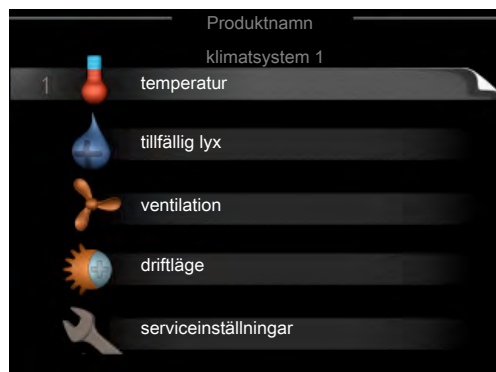 Produktnamn
klimatsystem 1
1 temperatur
tillfällig lyx
ventilation
driftläge
serviceinställningar